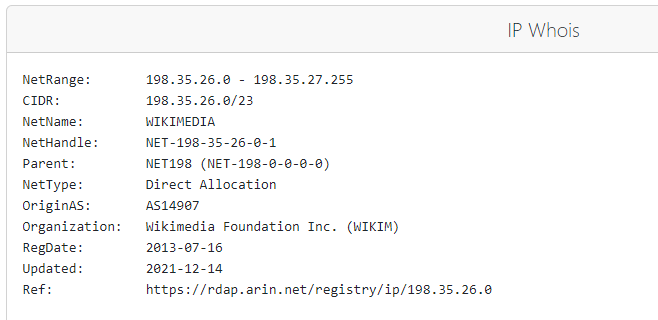 IP Whois
NetRange: 198.35.26.0 - 198.35.27.255
CIDR: 198.35.26.0/23
NetName: WIKIMEDIA
NetHandle: NET-198-35-26-0-1
Parent: NET198 (NET-198-0-0-0-0)
NetType: Direct Allocation
OriginAS: AS14907
Organization: Wikimedia Foundation Inc. (WIKIM)
RegDate: 2013-07-16
Updated: 2021-12-14
Ref: https://rdap.arin.net/registry/ip/198.35.26.0